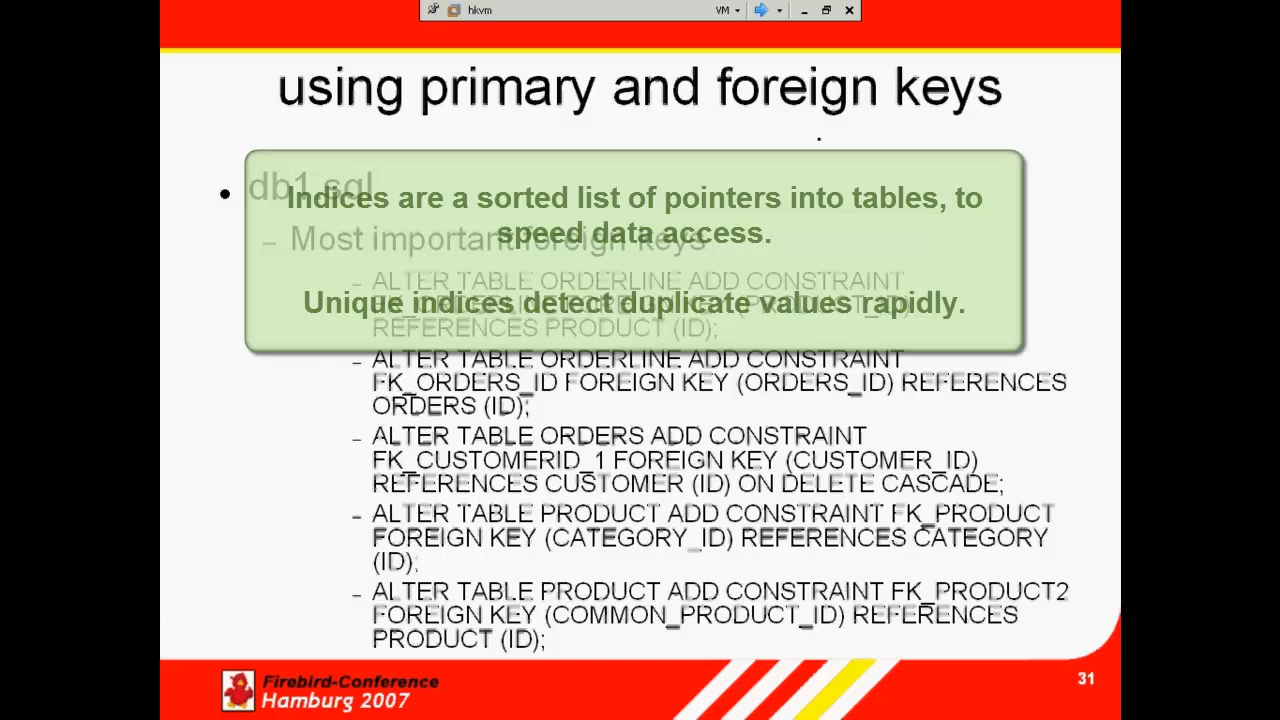 hkvm
VM
using primary and foreign keys
• db1.sql
Indices are a sorted list of pointers into tables, to
speed data access.
– Most important foreign keys
Unique indices detect duplicate values rapidly.
– ALTER TABLE ORDERLINE ADD CONSTRAINT
FOREIGN KEY (PRODUCT_ID)
REFERENCES PRODUCT (ID);
– ALTER TABLE ORDERLINE ADD CONSTRAINT
FK_ORDERS_ID FOREIGN KEY (ORDERS_ID) REFERENCES
ORDERS (ID);
– ALTER TABLE ORDERS ADD CONSTRAINT
FK_CUSTOMERID_1 FOREIGN KEY (CUSTOMER_ID)
REFERENCES CUSTOMER (ID) ON DELETE CASCADE;
– ALTER TABLE PRODUCT ADD CONSTRAINT FK_PRODUCT
FOREIGN KEY (CATEGORY_ID) REFERENCES CATEGORY
(ID);
– ALTER TABLE PRODUCT ADD CONSTRAINT FK_PRODUCT2
FOREIGN KEY (COMMON_PRODUCT_ID) REFERENCES
PRODUCT (ID);
Firebird-Conference
Hamburg 2007
31